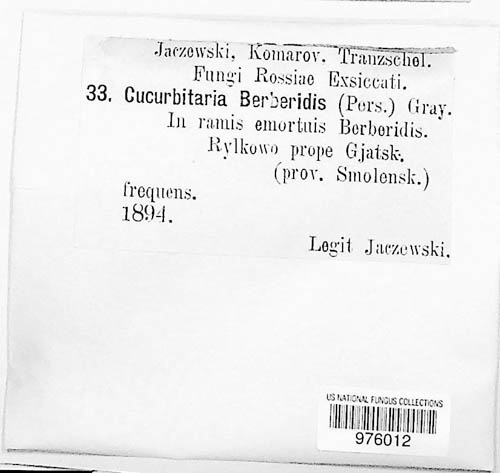 Jaczewski, Komarov, Tranzschel.
Fungi Rossiae Exsiccati.
33. Cucurbitaria Berberidis (Pers.) Gray.
In ramis emortuis Berberidis.
Rylkowo prope Gjatsk.
(prov. Smolensk.)
frequens.
1894.
Legit Jaczewski.
US NATIONAL FUNGUS COLLECTIONS
976012